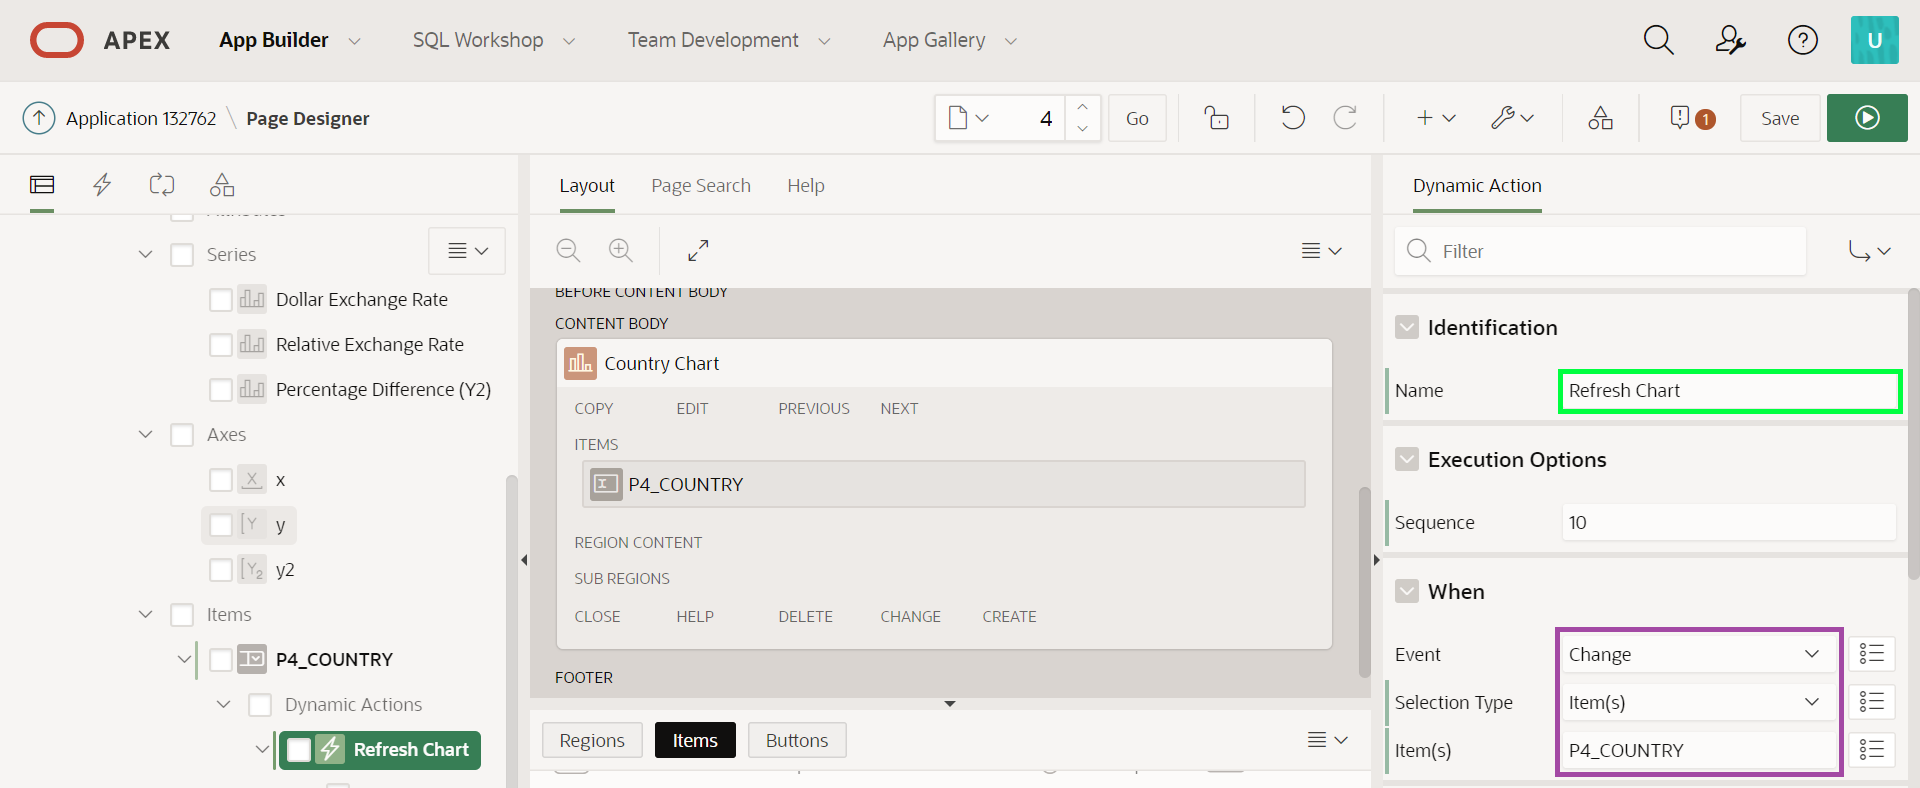 APEX App Builder SQL Workshop Team Development App Gallery U
Application 132762 \ Page Designer 4 Go 1 Save
Layout Page Search Help Dynamic Action
Attributes
Series
Dollar Exchange Rate
Relative Exchange Rate
Percentage Difference (Y2)
Axes
X x
Y y
Y2 y2
Items
P4_COUNTRY
Dynamic Actions
Refresh Chart
BEFORE CONTENT BODY
CONTENT BODY
Country Chart
COPY EDIT PREVIOUS NEXT
ITEMS
P4_COUNTRY
REGION CONTENT
SUB REGIONS
CLOSE HELP DELETE CHANGE CREATE
FOOTER
Regions Items Buttons
Filter
Identification
Name Refresh Chart
Execution Options
Sequence 10
When
Event Change
Selection Type Item(s)
Item(s) P4_COUNTRY